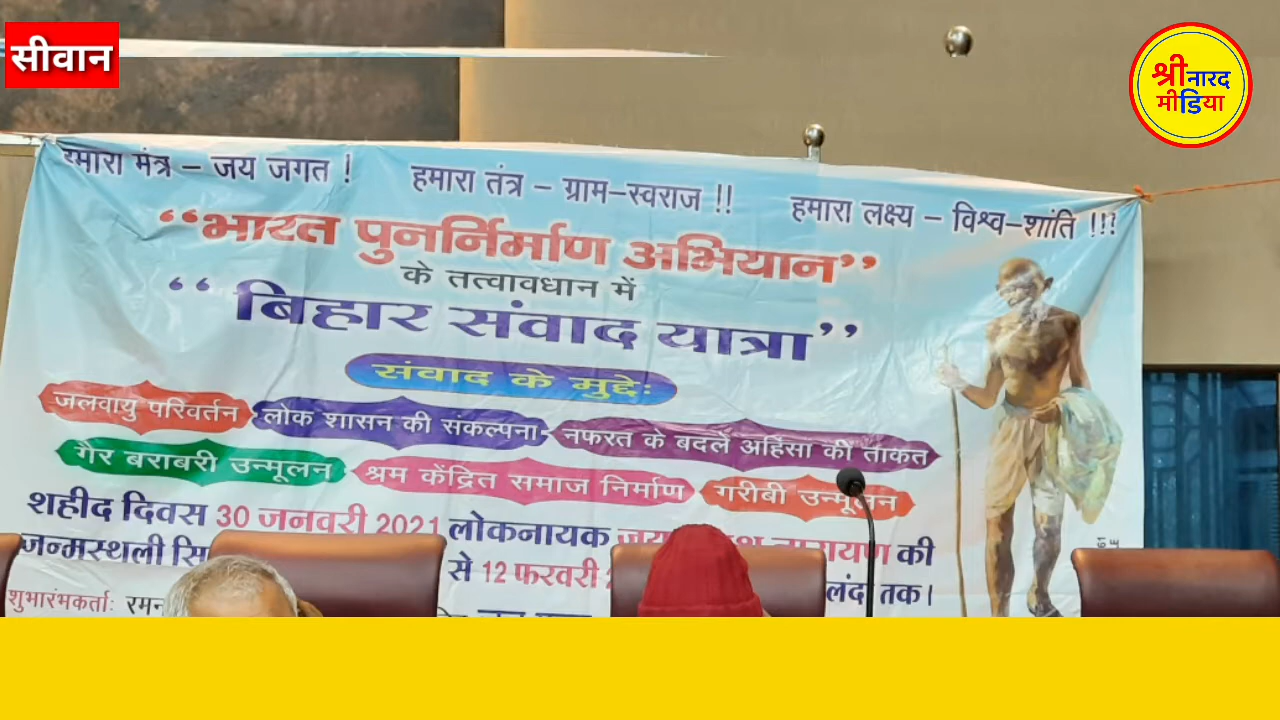 सीवान
श्री नारद
मीडिया
हमारा मंत्र – जय जगत ! हमारा तंत्र – ग्राम–स्वराज !! हमारा लक्ष्य – विश्व–शांति !!!
“भारत पुनर्निर्माण अभियान”
के तत्वावधान में
“बिहार संवाद यात्रा”
संवाद के मुद्दे:
जलवायु परिवर्तन लोक शासन की संकल्पना नफरत के बदले अहिंसा की ताकत
गैर बराबरी उन्मूलन श्रम केंद्रित समाज निर्माण गरीबी उन्मूलन
शहीद दिवस 30 जनवरी 2021 लोकनायक नारायण की
जन्मस्थली से 12 फरवरी तक।
शुभारंमकर्ताः